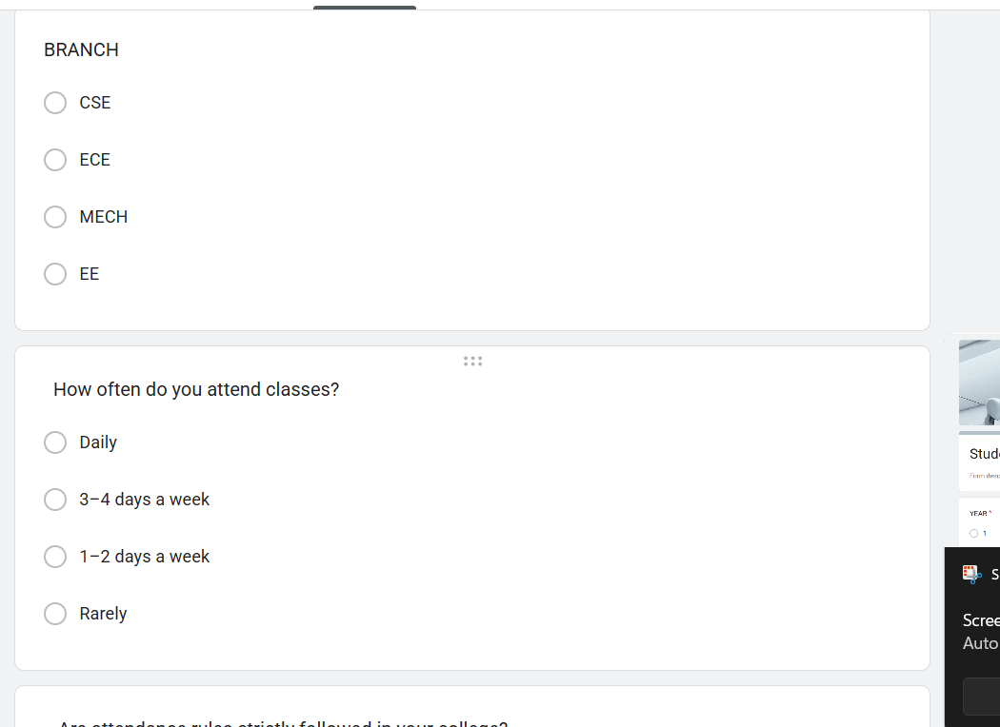 BRANCH
CSE
ECE
MECH
EE
How often do you attend classes?
Daily
3–4 days a week
1–2 days a week
Rarely
Are attendance rules strictly followed in your college?
Stud
Form desc
YEAR *
1
S
Scree
Auto